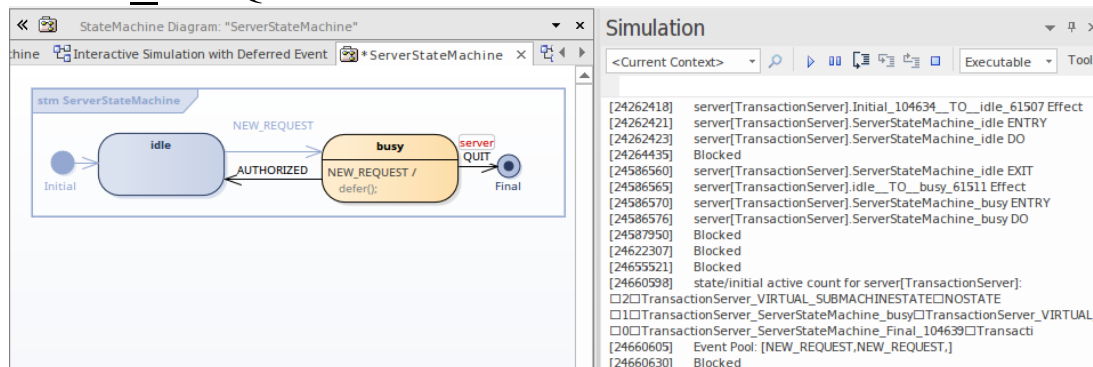 StateMachine Diagram: "ServerStateMachine"
:hine Interactive Simulation with Deferred Event *ServerStateMachine ×
stm ServerStateMachine
Initial
idle
NEW_REQUEST
AUTHORIZED
busy
NEW_REQUEST /
defer();
server
QUIT
Final
Simulation
<Current Context> Executable Tool
[24262418] server[TransactionServer].Initial_104634__TO__idle_61507 Effect
[24262421] server[TransactionServer].ServerStateMachine_idle ENTRY
[24262423] server[TransactionServer].ServerStateMachine_idle DO
[24264435] Blocked
[24586560] server[TransactionServer].ServerStateMachine_idle EXIT
[24586565] server[TransactionServer].idle__TO__busy_61511 Effect
[24586570] server[TransactionServer].ServerStateMachine_busy ENTRY
[24586576] server[TransactionServer].ServerStateMachine_busy DO
[24587950] Blocked
[24622307] Blocked
[24655521] Blocked
[24660598] state/initial active count for server[TransactionServer]:
□2□TransactionServer_VIRTUAL_SUBMACHINESTATE□NOSTATE
□1□TransactionServer_ServerStateMachine_busy□TransactionServer_VIRTUAL_
□0□TransactionServer_ServerStateMachine_Final_104639□Transacti
[24660605] Event Pool: [NEW_REQUEST,NEW_REQUEST,]
[24660630] Blocked